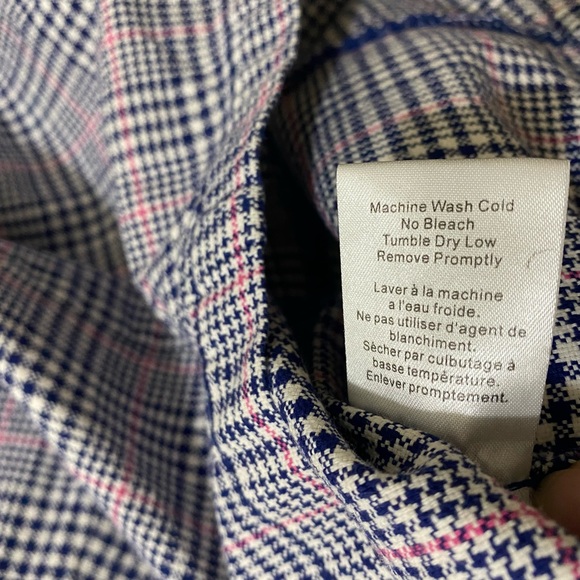 Machine Wash Cold
No Bleach
Tumble Dry Low
Remove Promptly
Laver à la machine
a l'eau froide.
Ne pas utiliser d'agent de
blanchiment.
Sècher par culbutage à
basse température.
Enlever promptement.